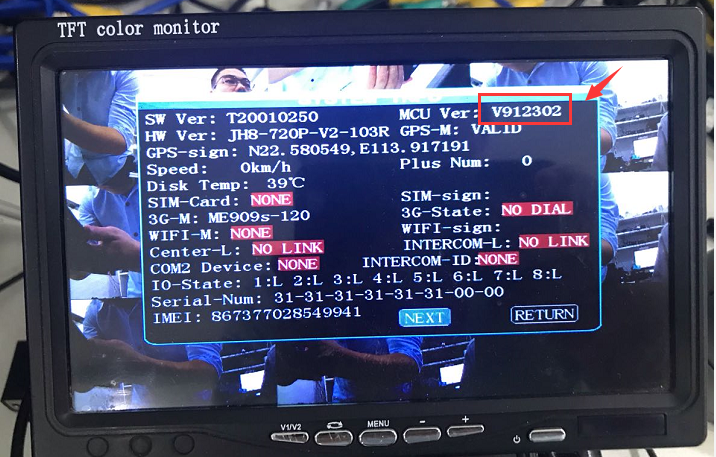 TFT color monitor
SW Ver: T20010250 MCU Ver: V912302
HW Ver: JH8-720P-V2-103R GPS-M: VALID
GPS-sign: N22.580549,E113.917191
Speed: 0km/h Plus Num: 0
Disk Temp: 39℃
SIM-Card: NONE SIM-sign:
3G-M: ME909s-120 3G-State: NO DIAL
WIFI-M: NONE WIFI-sign:
Center-L: NO LINK INTERCOM-L: NO LINK
COM2 Device: NONE INTERCOM-ID:NONE
IO-State: 1:L 2:L 3:L 4:L 5:L 6:L 7:L 8:L
Serial-Num: 31-31-31-31-31-31-00-00
IMEI: 867377028549941 NEXT RETURN
V1/V2 MENU - +